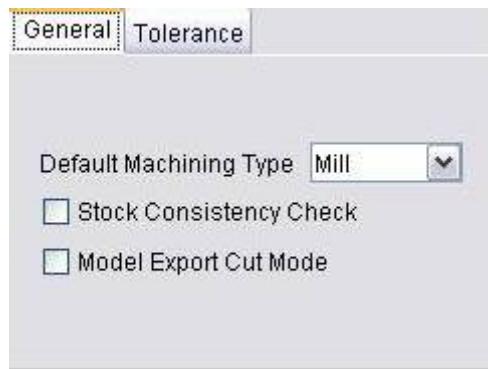 General Tolerance
Default Machining Type Mill
Stock Consistency Check
Model Export Cut Mode